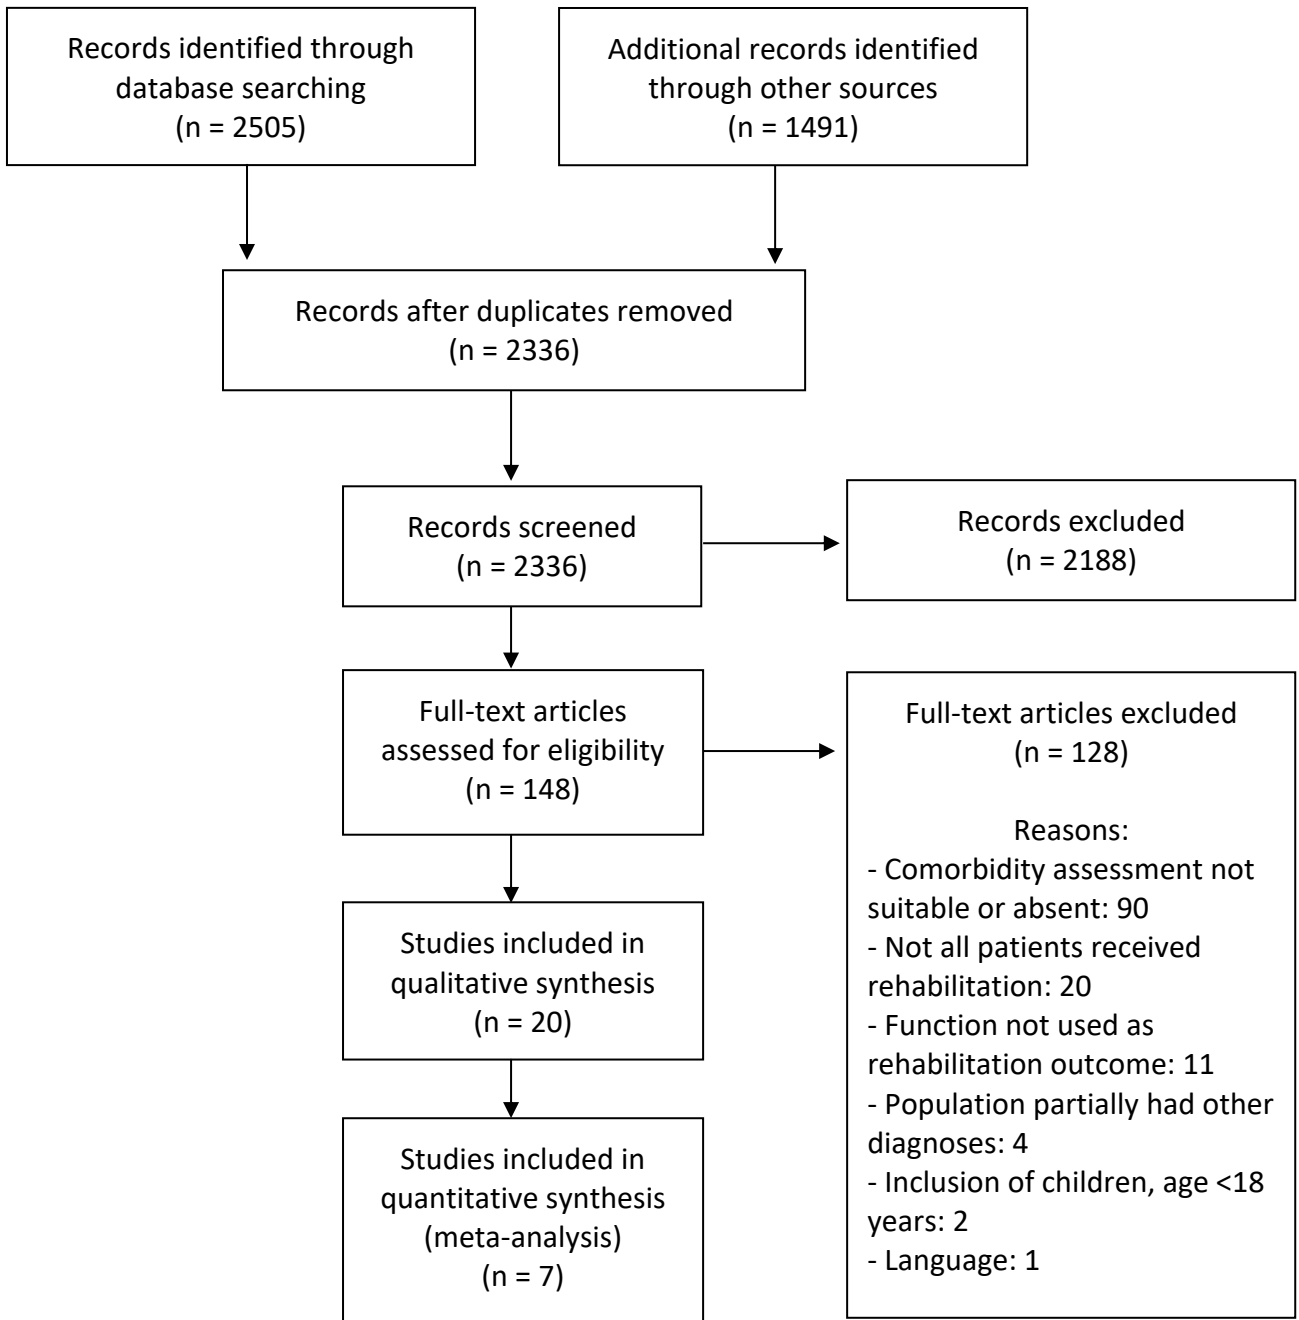 Records identified through
database searching
(n = 2505)
Additional records identified
through other sources
(n = 1491)
Records after duplicates removed
(n = 2336)
Records screened
(n = 2336)
Records excluded
(n = 2188)
Full-text articles
assessed for eligibility
(n = 148)
Full-text articles excluded
(n = 128)
Reasons:
- Comorbidity assessment not
suitable or absent: 90
- Not all patients received
rehabilitation: 20
- Function not used as
rehabilitation outcome: 11
- Population partially had other
diagnoses: 4
- Inclusion of children, age <18
years: 2
- Language: 1
Studies included in
qualitative synthesis
(n = 20)
Studies included in
quantitative synthesis
(meta-analysis)
(n = 7)